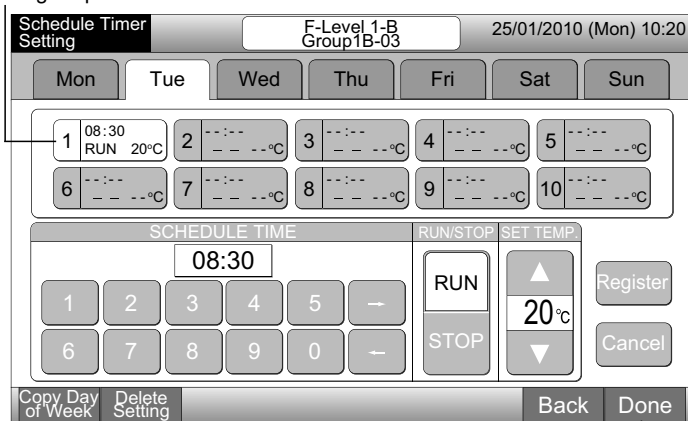 Schedule Timer
Setting
F-Level 1-B
Group1B-03
25/01/2010 (Mon) 10:20
Mon Tue Wed Thu Fri Sat Sun
1 08:30 RUN 20°C
2 --:-- – – --°C
3 --:-- – – --°C
4 --:-- – – --°C
5 --:-- – – --°C
6 --:-- – – --°C
7 --:-- – – --°C
8 --:-- – – --°C
9 --:-- – – --°C
10 --:-- – – --°C
SCHEDULE TIME RUN/STOP SET TEMP.
08:30
1 2 3 4 5 →
6 7 8 9 0 ←
RUN
STOP
▲
20°C
▼
Register
Cancel
Copy Day
of Week
Delete
Setting
Back Done